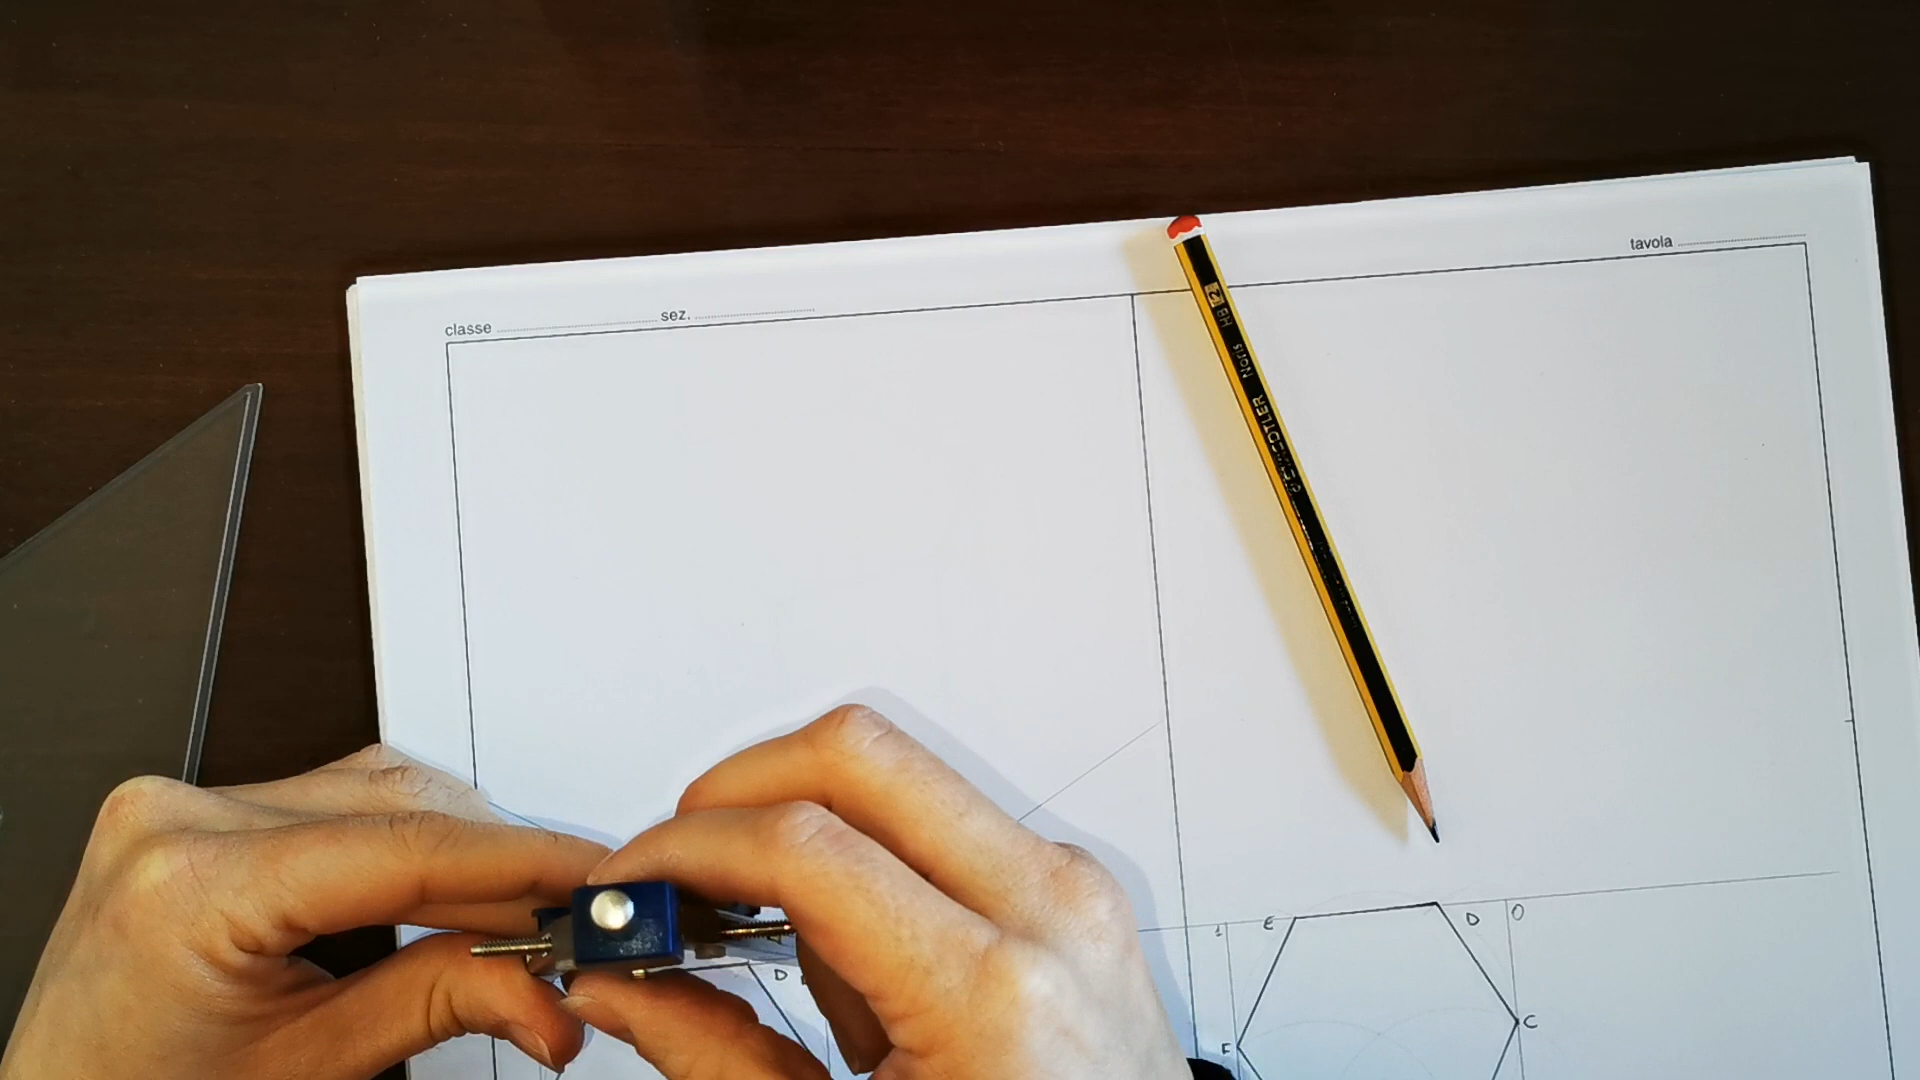 classe ........ sez. ........
tavola ........
2 HB Noris STAEDTLER
1 E D O
D
C
F